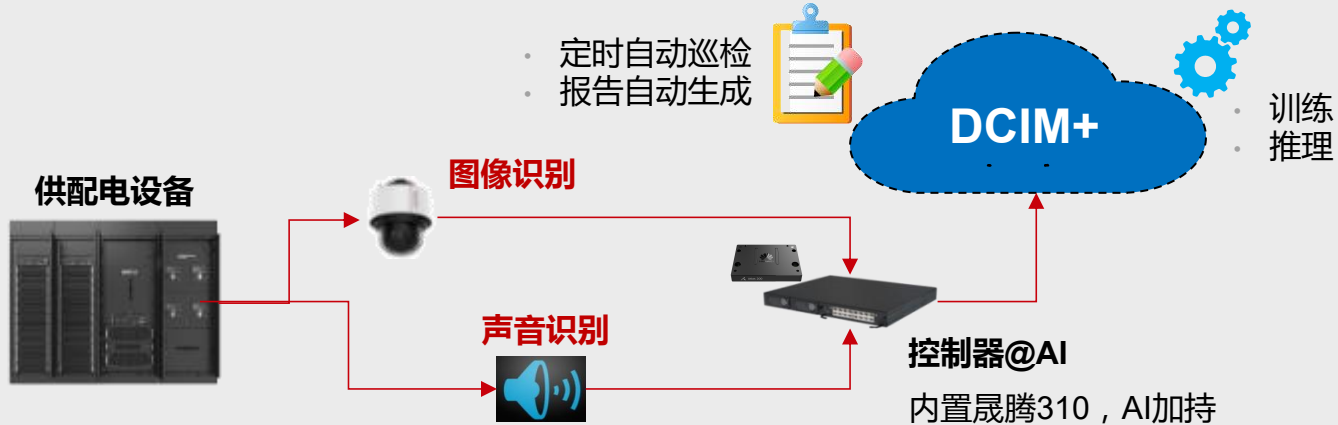 · 定时自动巡检
· 报告自动生成
DCIM+
· 训练
· 推理
图像识别
供配电设备
声音识别
控制器@AI
内置晟腾310，AI加持